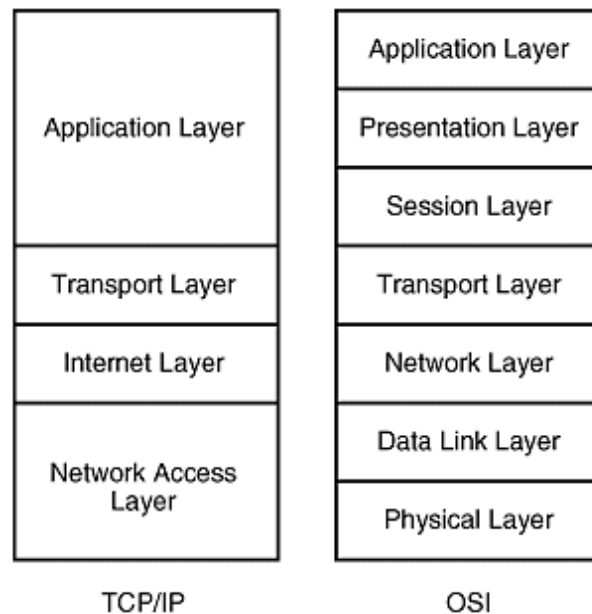 Application Layer
Transport Layer
Internet Layer
Network Access
Layer
TCP/IP
Application Layer
Presentation Layer
Session Layer
Transport Layer
Network Layer
Data Link Layer
Physical Layer
OSI